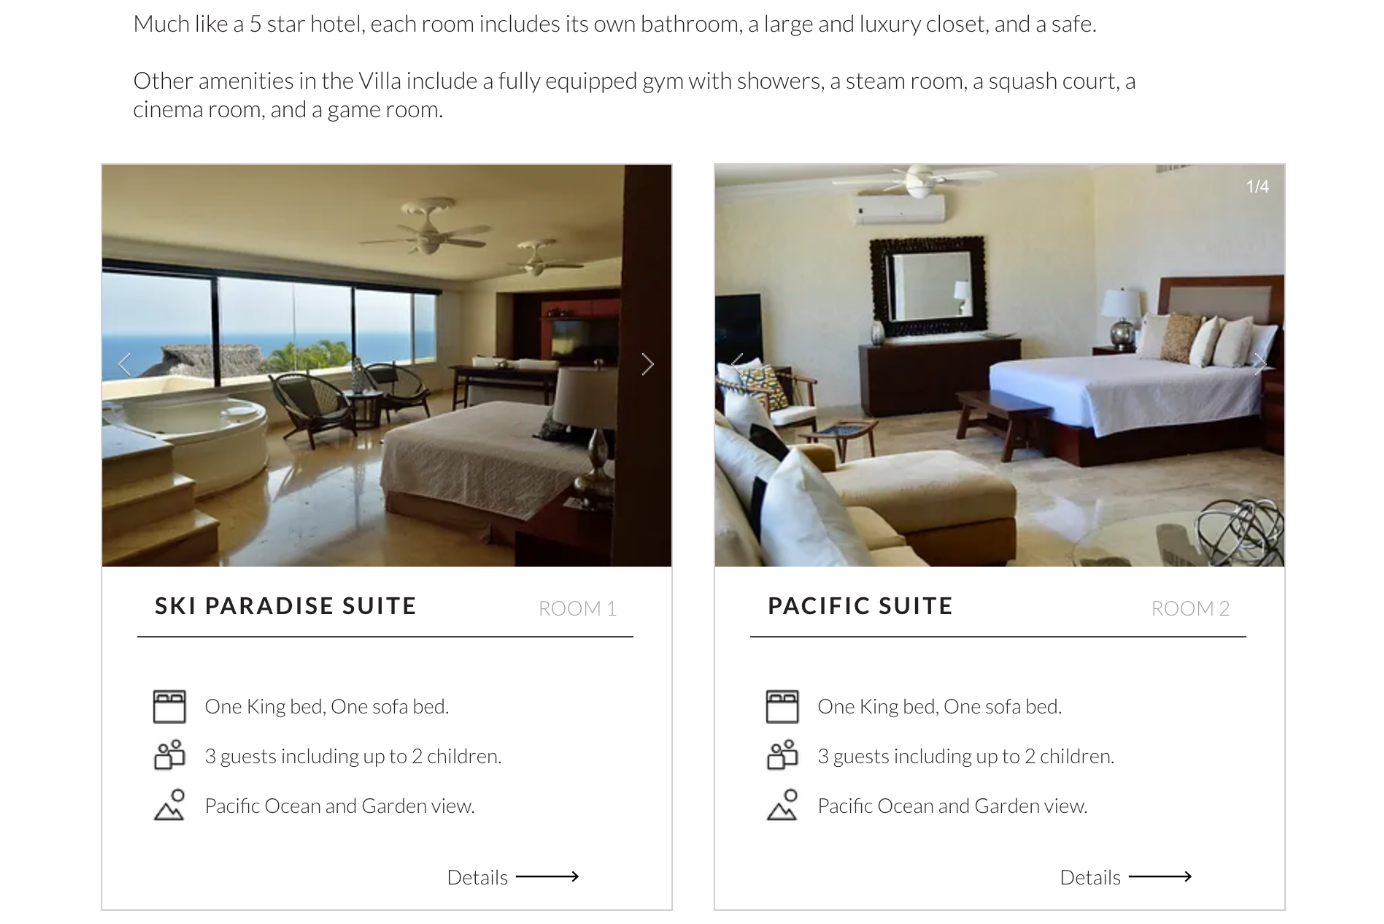 Much like a 5 star hotel, each room includes its own bathroom, a large and luxury closet, and a safe.
Other amenities in the Villa include a fully equipped gym with showers, a steam room, a squash court, a
cinema room, and a game room.
1/4
SKI PARADISE SUITE
ROOM 1
One King bed, One sofa bed.
3 guests including up to 2 children.
Pacific Ocean and Garden view.
Details
PACIFIC SUITE
ROOM 2
One King bed, One sofa bed.
3 guests including up to 2 children.
Pacific Ocean and Garden view.
Details